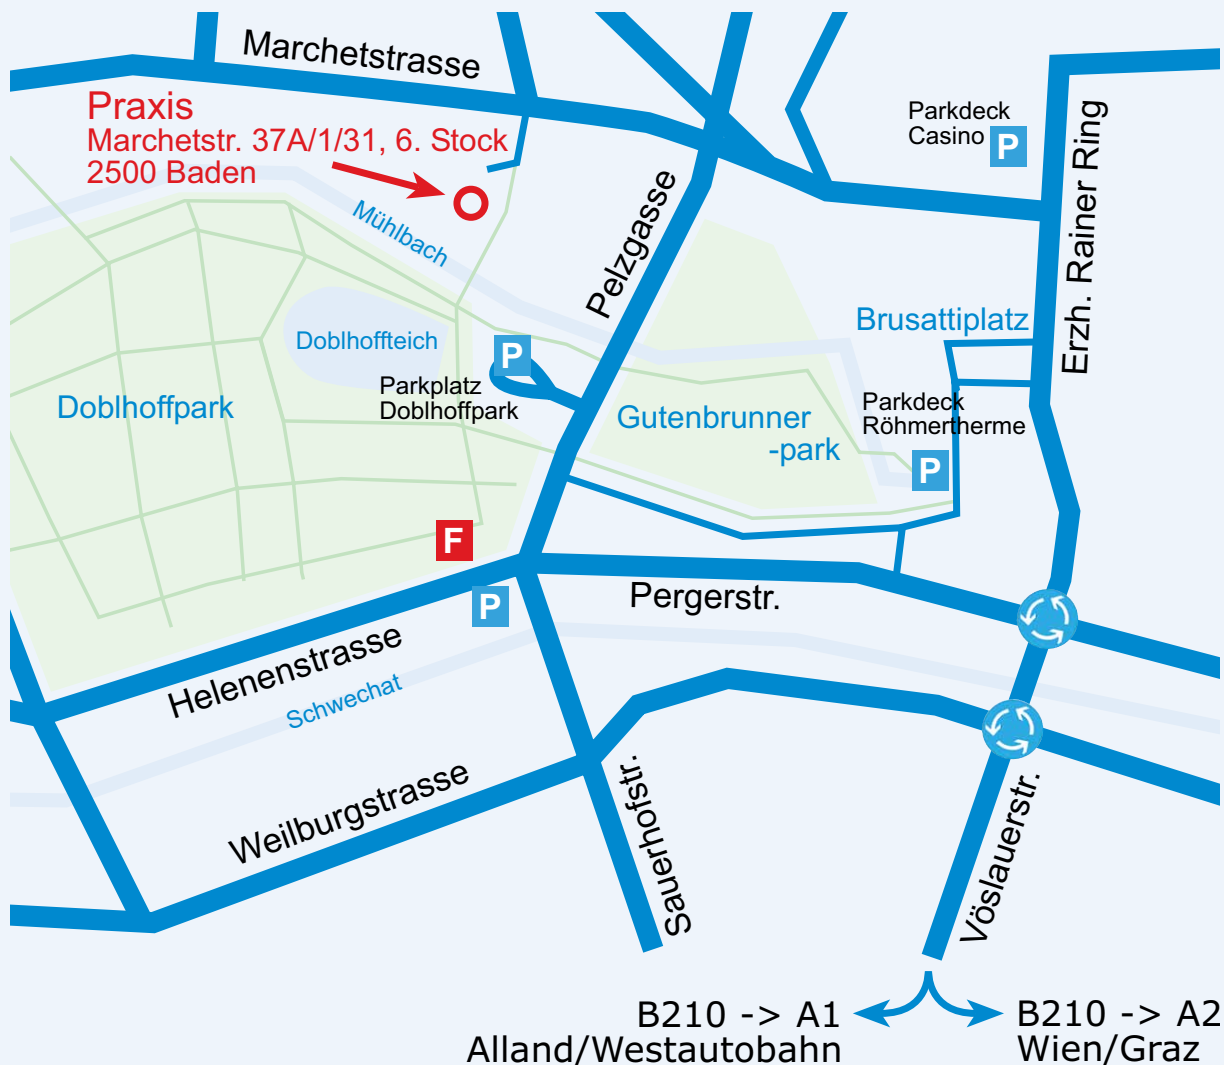 Marchetstrasse
Praxis
Marchetstr. 37A/1/31, 6. Stock
2500 Baden
Parkdeck
Casino
P
Erzh. Rainer Ring
Mühlbach
Pelzgasse
Brusattiplatz
Doblhoffteich
P
Parkplatz
Doblhoffpark
Doblhoffpark
Gutenbrunner
-park
Parkdeck
Röhmertherme
P
F
P
Pergerstr.
Helenenstrasse
Schwechat
Weilburgstrasse
Sauerhofstr.
Vöslauerstr.
B210 -> A1
Alland/Westautobahn
B210 -> A2
Wien/Graz